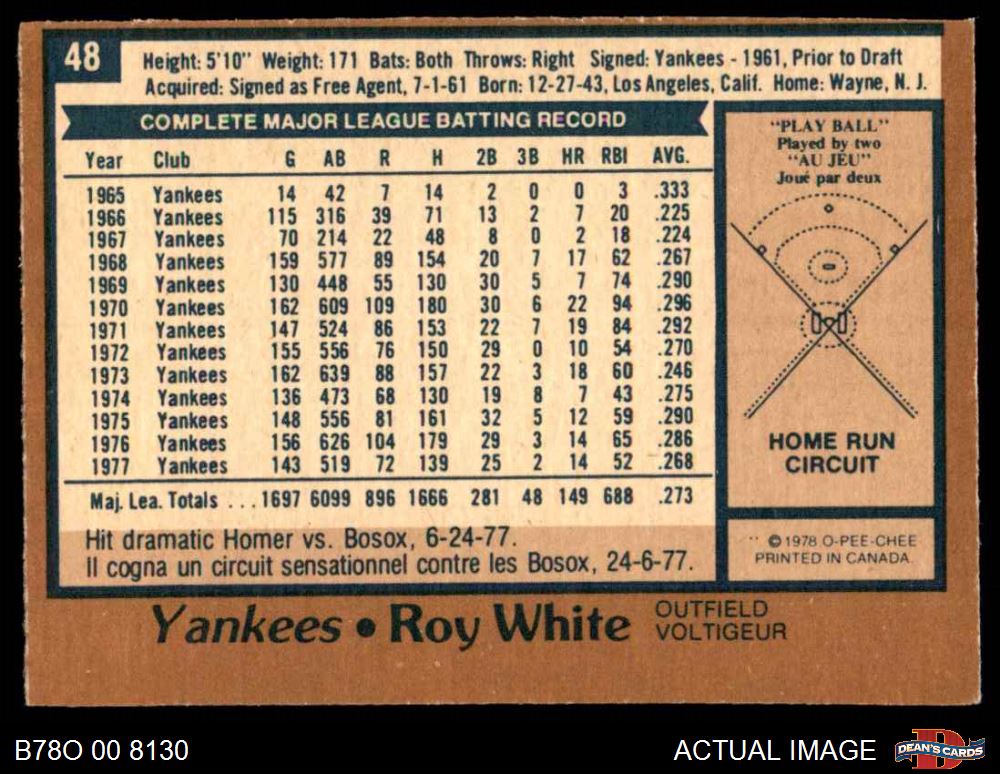 48
Height: 5'10" Weight: 171 Bats: Both Throws: Right Signed: Yankees - 1961, Prior to Draft
Acquired: Signed as Free Agent, 7-1-61 Born: 12-27-43, Los Angeles, Calif. Home: Wayne, N. J.
COMPLETE MAJOR LEAGUE BATTING RECORD
Year Club G AB R H 2B 3B HR RBI AVG.
1965 Yankees 14 42 7 14 2 0 0 3 .333
1966 Yankees 115 316 39 71 13 2 7 20 .225
1967 Yankees 70 214 22 48 8 0 2 18 .224
1968 Yankees 159 577 89 154 20 7 17 62 .267
1969 Yankees 130 448 55 130 30 5 7 74 .290
1970 Yankees 162 609 109 180 30 6 22 94 .296
1971 Yankees 147 524 86 153 22 7 19 84 .292
1972 Yankees 155 556 76 150 29 0 10 54 .270
1973 Yankees 162 639 88 157 22 3 18 60 .246
1974 Yankees 136 473 68 130 19 8 7 43 .275
1975 Yankees 148 556 81 161 32 5 12 59 .290
1976 Yankees 156 626 104 179 29 3 14 65 .286
1977 Yankees 143 519 72 139 25 2 14 52 .268
Maj. Lea. Totals ... 1697 6099 896 1666 281 48 149 688 .273
Hit dramatic Homer vs. Bosox, 6-24-77.
Il cogna un circuit sensationnel contre les Bosox, 24-6-77.
"PLAY BALL"
Played by two
"AU JEU"
Joué par deux
HOME RUN
CIRCUIT
© 1978 O-PEE-CHEE
PRINTED IN CANADA.
Yankees • Roy White
OUTFIELD
VOLTIGEUR
B78O 00 8130
ACTUAL IMAGE
DEAN'S CARDS